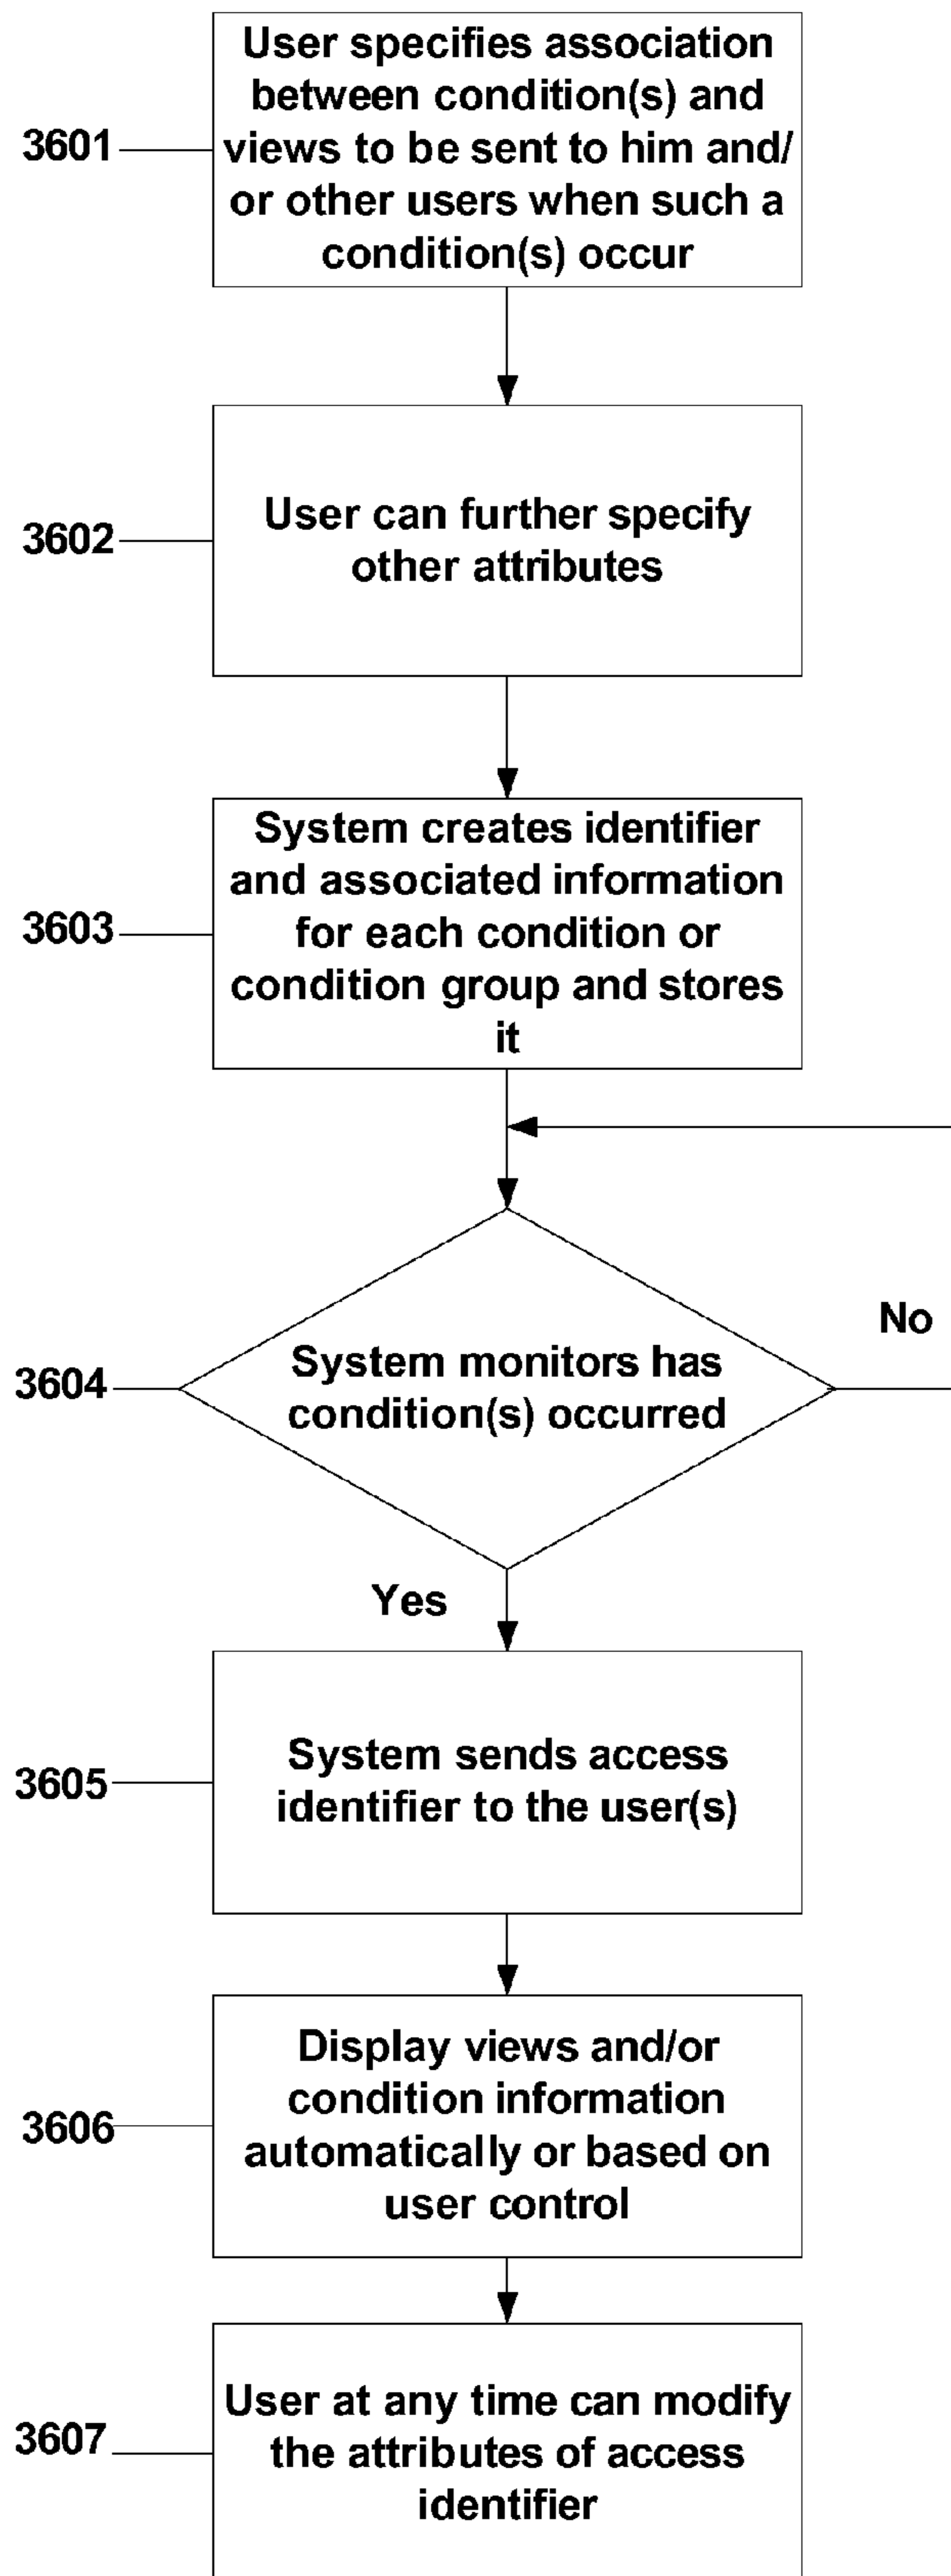 User specifies association
between condition(s) and
3601
views to be sent to him and/
or other users when such a
condition(s) occur
User can further specify
3602
other attributes
System creates identifier
and associated information
3603
for each condition or
condition group and stores
it
No
System monitors has
3604
condition(s) occurred
Yes
System sends access
3605
identifier to the user(s)
Display views and/or
condition information
3606
automatically or based on
user control
User at any time can modify
3607
the attributes of access
identifier